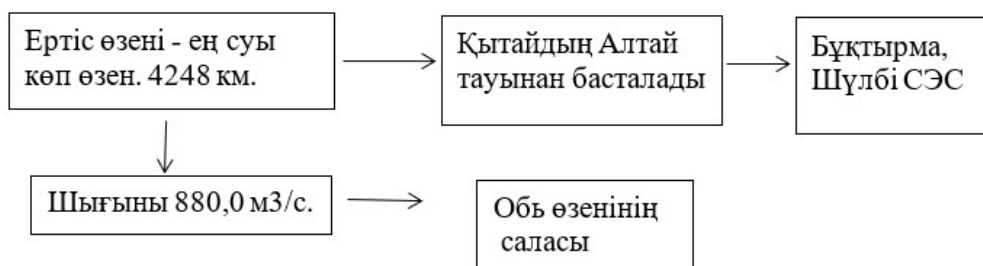 Ертіс өзені - ең суы
көп өзен. 4248 км.
Қытайдың Алтай
тауынан басталады
Бұқтырма,
Шүлбі СЭС
Шығыны 880,0 м3/с.
Обь өзенінің
саласы